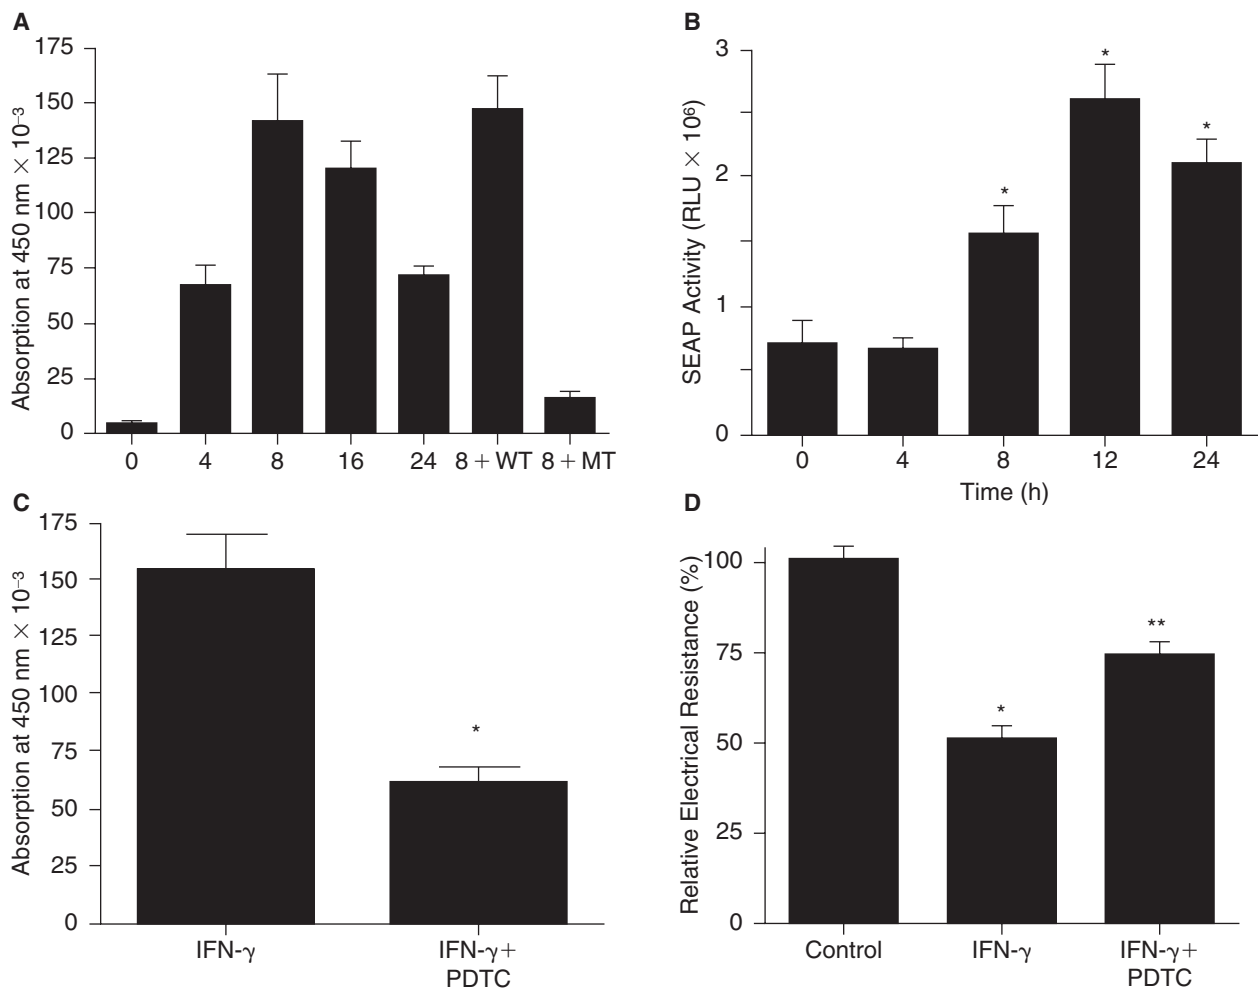 A
Absorption at 450 nm × 10⁻³
175
150
125
100
75
50
25
0
0 4 8 16 24 8 + WT 8 + MT
B
SEAP Activity (RLU × 10⁶)
3
2
1
0
*
*
*
0 4 8 12 24
Time (h)
C
Absorption at 450 nm × 10⁻³
175
150
125
100
75
50
25
0
*
IFN-γ IFN-γ+
PDTC
D
Relative Electrical Resistance (%)
100
75
50
25
0
*
**
Control IFN-γ IFN-γ+
PDTC